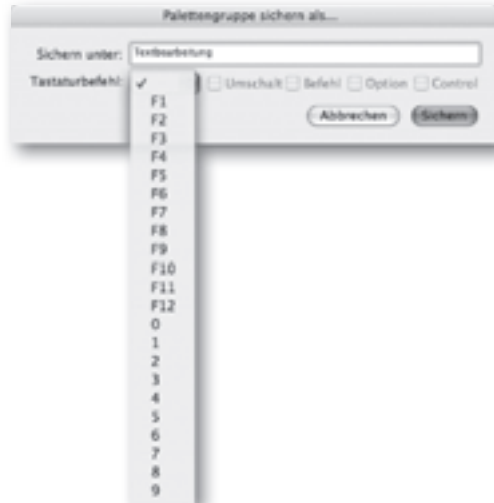 Palettengruppe sichern als...
Sichern unter: Textbearbeitung
Tastaturbefehl: ✓ Umschalt Befehl Option Control
Abbrechen Sichern
F1
F2
F3
F4
F5
F6
F7
F8
F9
F10
F11
F12
0
1
2
3
4
5
6
7
8
9